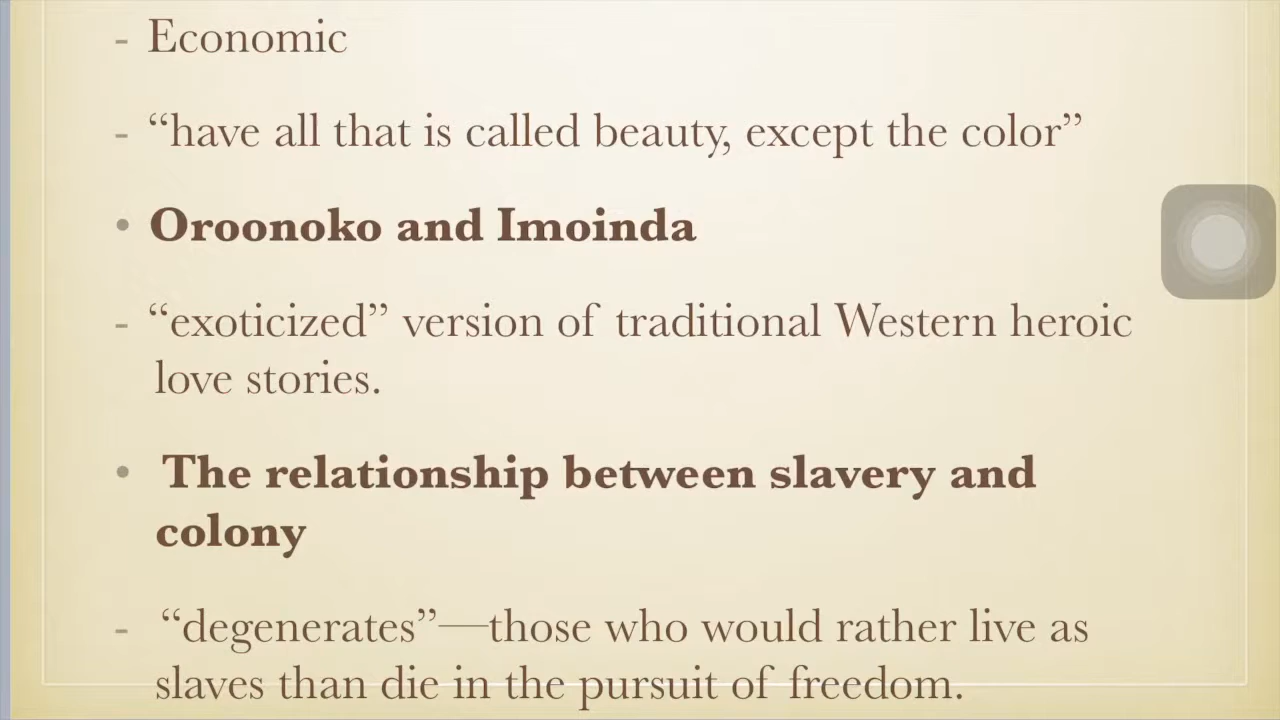 - Economic
- “have all that is called beauty, except the color”
• Oroonoko and Imoinda
- “exoticized” version of traditional Western heroic
love stories.
• The relationship between slavery and
colony
- “degenerates”—those who would rather live as
slaves than die in the pursuit of freedom.